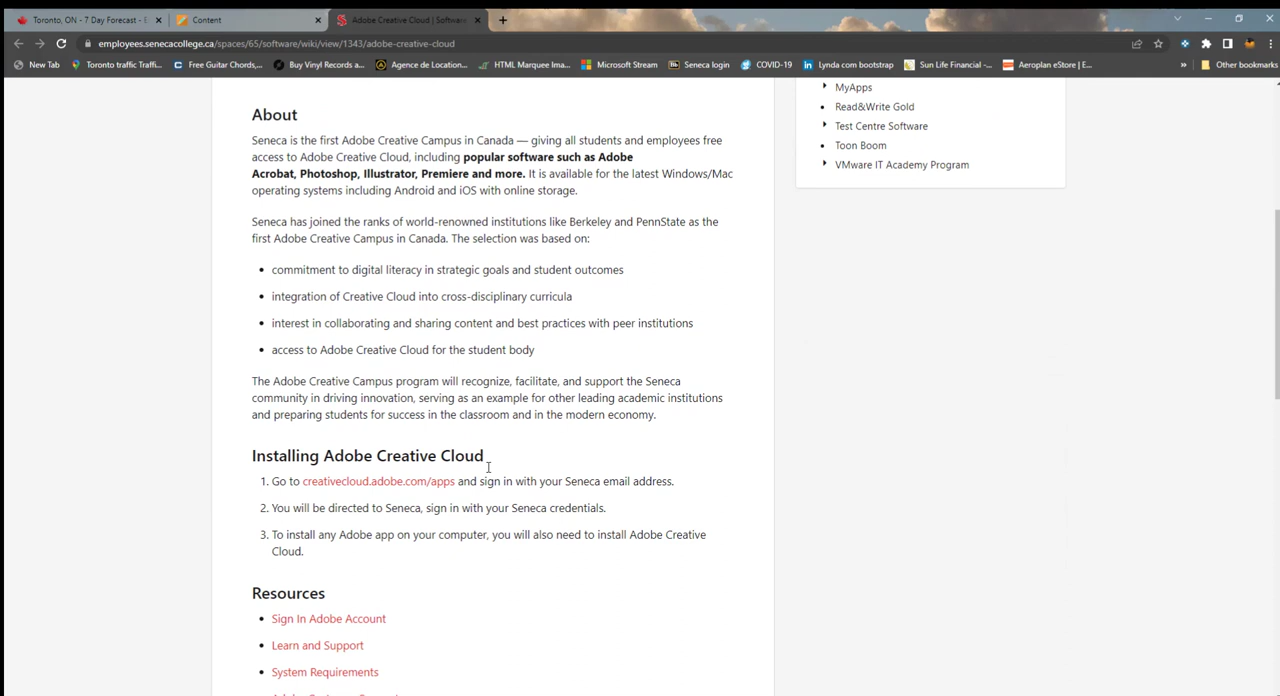 Toronto, ON - 7 Day Forecast - E
Content
Adobe Creative Cloud | Software
employees.senecacollege.ca/spaces/65/software/wiki/view/1343/adobe-creative-cloud
New Tab
Toronto traffic Traffi...
Free Guitar Chords,...
Buy Vinyl Records a...
Agence de Location...
HTML Marquee Ima...
Microsoft Stream
Seneca login
COVID-19
Lynda com bootstrap
Sun Life Financial -...
Aeroplan eStore | E...
»
Other bookmarks
About
Seneca is the first Adobe Creative Campus in Canada — giving all students and employees free
access to Adobe Creative Cloud, including popular software such as Adobe
Acrobat, Photoshop, Illustrator, Premiere and more. It is available for the latest Windows/Mac
operating systems including Android and iOS with online storage.
Seneca has joined the ranks of world-renowned institutions like Berkeley and PennState as the
first Adobe Creative Campus in Canada. The selection was based on:
• commitment to digital literacy in strategic goals and student outcomes
• integration of Creative Cloud into cross-disciplinary curricula
• interest in collaborating and sharing content and best practices with peer institutions
• access to Adobe Creative Cloud for the student body
The Adobe Creative Campus program will recognize, facilitate, and support the Seneca
community in driving innovation, serving as an example for other leading academic institutions
and preparing students for success in the classroom and in the modern economy.
Installing Adobe Creative Cloud
1. Go to creativecloud.adobe.com/apps and sign in with your Seneca email address.
2. You will be directed to Seneca, sign in with your Seneca credentials.
3. To install any Adobe app on your computer, you will also need to install Adobe Creative
Cloud.
Resources
• Sign In Adobe Account
• Learn and Support
• System Requirements
MyApps
• Read&Write Gold
Test Centre Software
• Toon Boom
VMware IT Academy Program